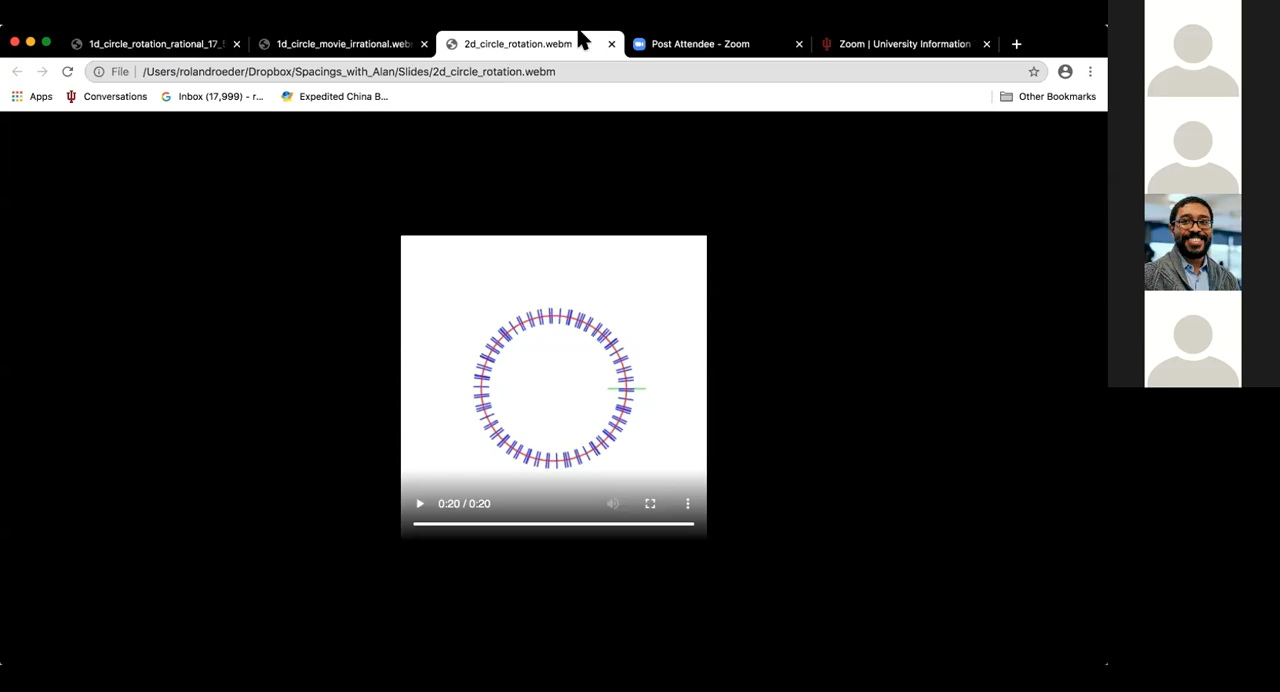 1d_circle_rotation_rational_17_
1d_circle_movie_irrational.web
2d_circle_rotation.webm
Post Attendee - Zoom
Zoom | University Information
File
/Users/rolandroeder/Dropbox/Spacings_with_Alan/Slides/2d_circle_rotation.webm
Apps
Conversations
Inbox (17,999) - r...
Expedited China B...
Other Bookmarks
0:20 / 0:20